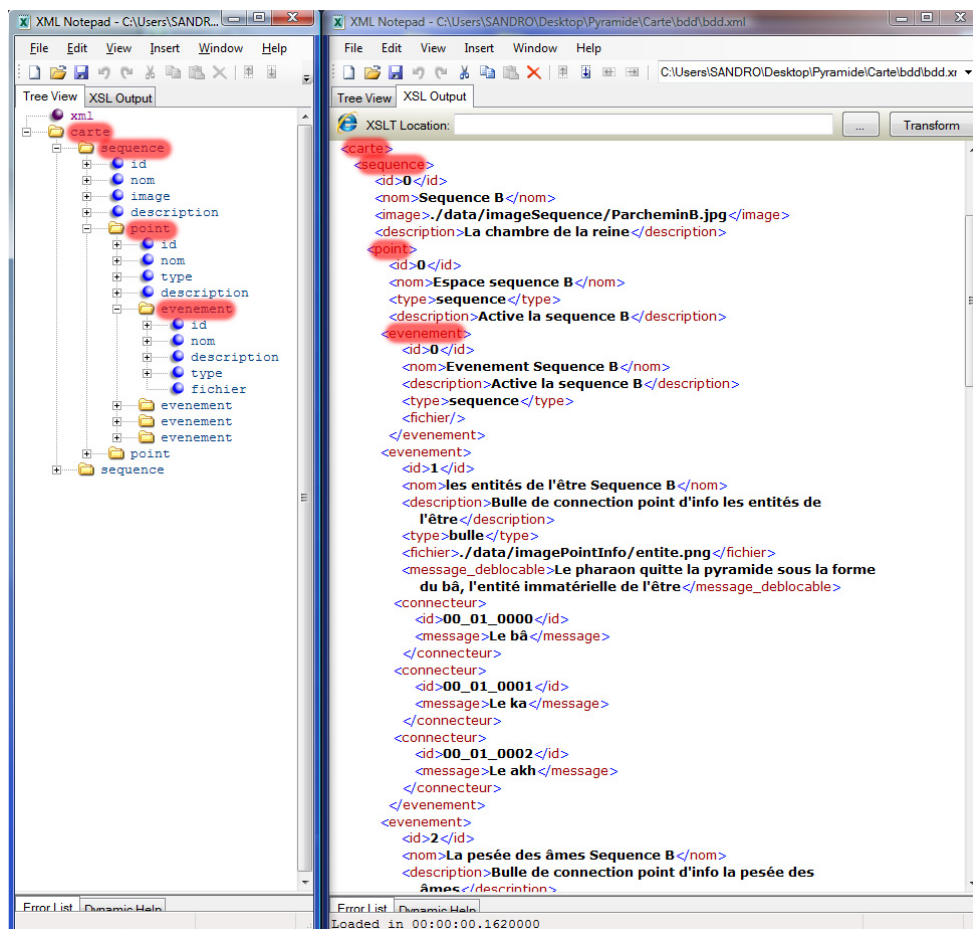 XML Notepad - C:\Users\SANDR...
File Edit View Insert Window Help
Tree View XSL Output
xml
carte
sequence
id
nom
image
description
point
id
nom
type
description
evenement
id
nom
description
type
fichier
evenement
evenement
evenement
point
sequence
Error List Dynamic Help
XML Notepad - C:\Users\SANDRO\Desktop\Pyramide\Carte\bdd\bdd.xml
File Edit View Insert Window Help
C:\Users\SANDRO\Desktop\Pyramide\Carte\bdd\bdd.xr
Tree View XSL Output
XSLT Location: ... Transform
<carte>
<sequence>
<id>0</id>
<nom>Sequence B</nom>
<image>./data/imageSequence/ParcheminB.jpg</image>
<description>La chambre de la reine</description>
<point>
<id>0</id>
<nom>Espace sequence B</nom>
<type>sequence</type>
<description>Active la sequence B</description>
<evenement>
<id>0</id>
<nom>Evenement Sequence B</nom>
<description>Active la sequence B</description>
<type>sequence</type>
<fichier/>
</evenement>
<evenement>
<id>1</id>
<nom>les entités de l'être Sequence B</nom>
<description>Bulle de connection point d'info les entités de
l'être</description>
<type>bulle</type>
<fichier>./data/imagePointInfo/entite.png</fichier>
<message_deblocable>Le pharaon quitte la pyramide sous la forme
du bâ, l'entité immatérielle de l'être</message_deblocable>
<connecteur>
<id>00_01_0000</id>
<message>Le bâ</message>
</connecteur>
<connecteur>
<id>00_01_0001</id>
<message>Le ka</message>
</connecteur>
<connecteur>
<id>00_01_0002</id>
<message>Le akh</message>
</connecteur>
</evenement>
<evenement>
<id>2</id>
<nom>La pesée des âmes Sequence B</nom>
<description>Bulle de connection point d'info la pesée des
âmes</description>
Error List Dynamic Help
Loaded in 00:00:00.1620000